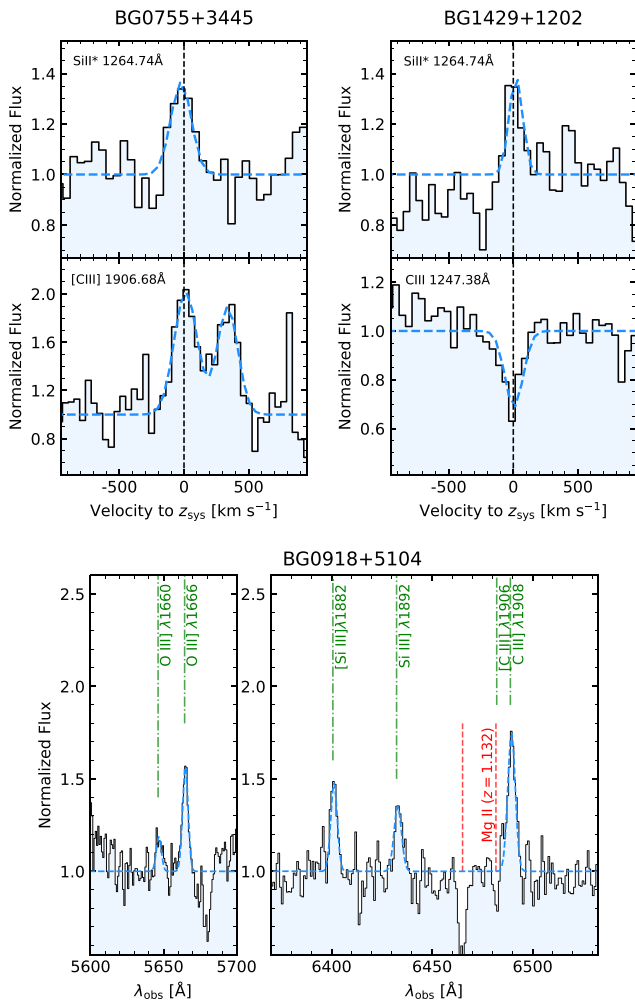 BG0755+3445
BG1429+1202
SiII* 1264.74Å
SiII* 1264.74Å
1.4
1.2
1.0
0.8
Normalized Flux
1.4
1.2
1.0
0.8
Normalized Flux
[CIII] 1906.68Å
CIII 1247.38Å
2.0
1.6
1.2
0.8
Normalized Flux
1.2
1.0
0.8
0.6
Normalized Flux
-500 0 500
-500 0 500
Velocity to z_sys [km s⁻¹]
Velocity to z_sys [km s⁻¹]
BG0918+5104
2.5
2.0
1.5
1.0
Normalized Flux
O III] λ1660
O III] λ1666
5600 5650 5700
λ_obs [Å]
2.5
2.0
1.5
1.0
[Si III]λ1882
Si III] λ1892
[C III] λ1906
C III] λ1908
Mg II (z = 1.132)
6400 6450 6500
λ_obs [Å]